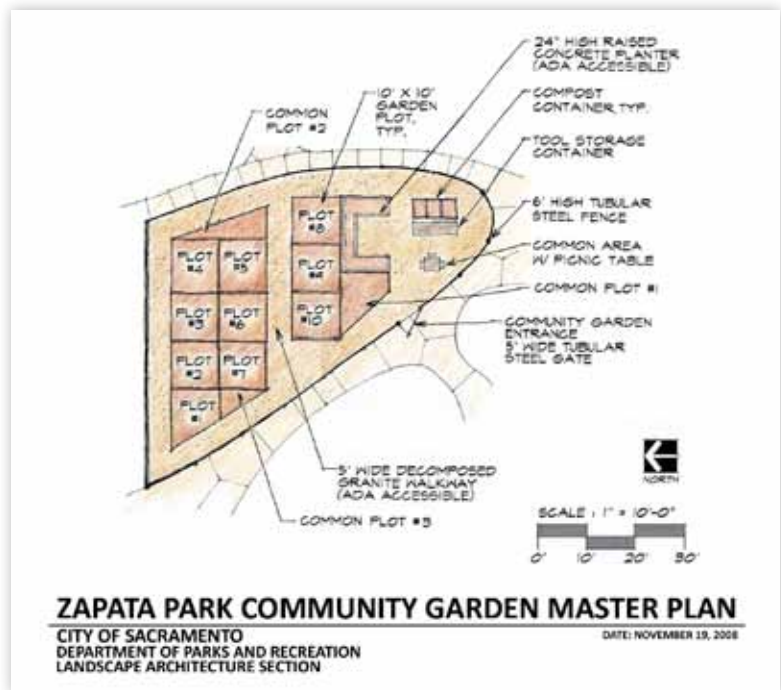 24" HIGH RAISED
CONCRETE PLANTER
(ADA ACCESSIBLE)
10' X 10'
GARDEN
PLOT,
TYP.
COMPOST
CONTAINER, TYP.
COMMON
PLOT #2
TOOL STORAGE
CONTAINER
6' HIGH TUBULAR
STEEL FENCE
COMMON AREA
W/ PICNIC TABLE
COMMON PLOT #1
COMMUNITY GARDEN
ENTRANCE
5' WIDE TUBULAR
STEEL GATE
PLOT
#8
PLOT
#4
PLOT
#5
PLOT
#9
PLOT
#3
PLOT
#6
PLOT
#10
PLOT
#2
PLOT
#7
PLOT
#1
5' WIDE DECOMPOSED
GRANITE WALKWAY
(ADA ACCESSIBLE)
COMMON PLOT #3
NORTH
SCALE : 1" = 10'-0"
0' 10' 20' 30'
ZAPATA PARK COMMUNITY GARDEN MASTER PLAN
CITY OF SACRAMENTO
DATE: NOVEMBER 19, 2008
DEPARTMENT OF PARKS AND RECREATION
LANDSCAPE ARCHITECTURE SECTION